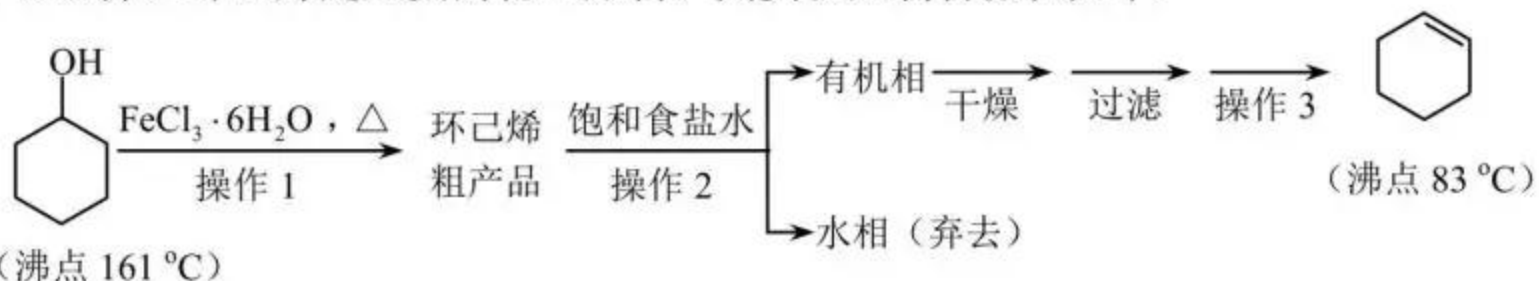 OH
FeCl₃·6H₂O，△
操作 1
(沸点 161 °C）
环己烯
粗产品
饱和食盐水
操作 2
有机相
干燥
过滤
操作 3
水相（弃去）
（沸点 83 °C）